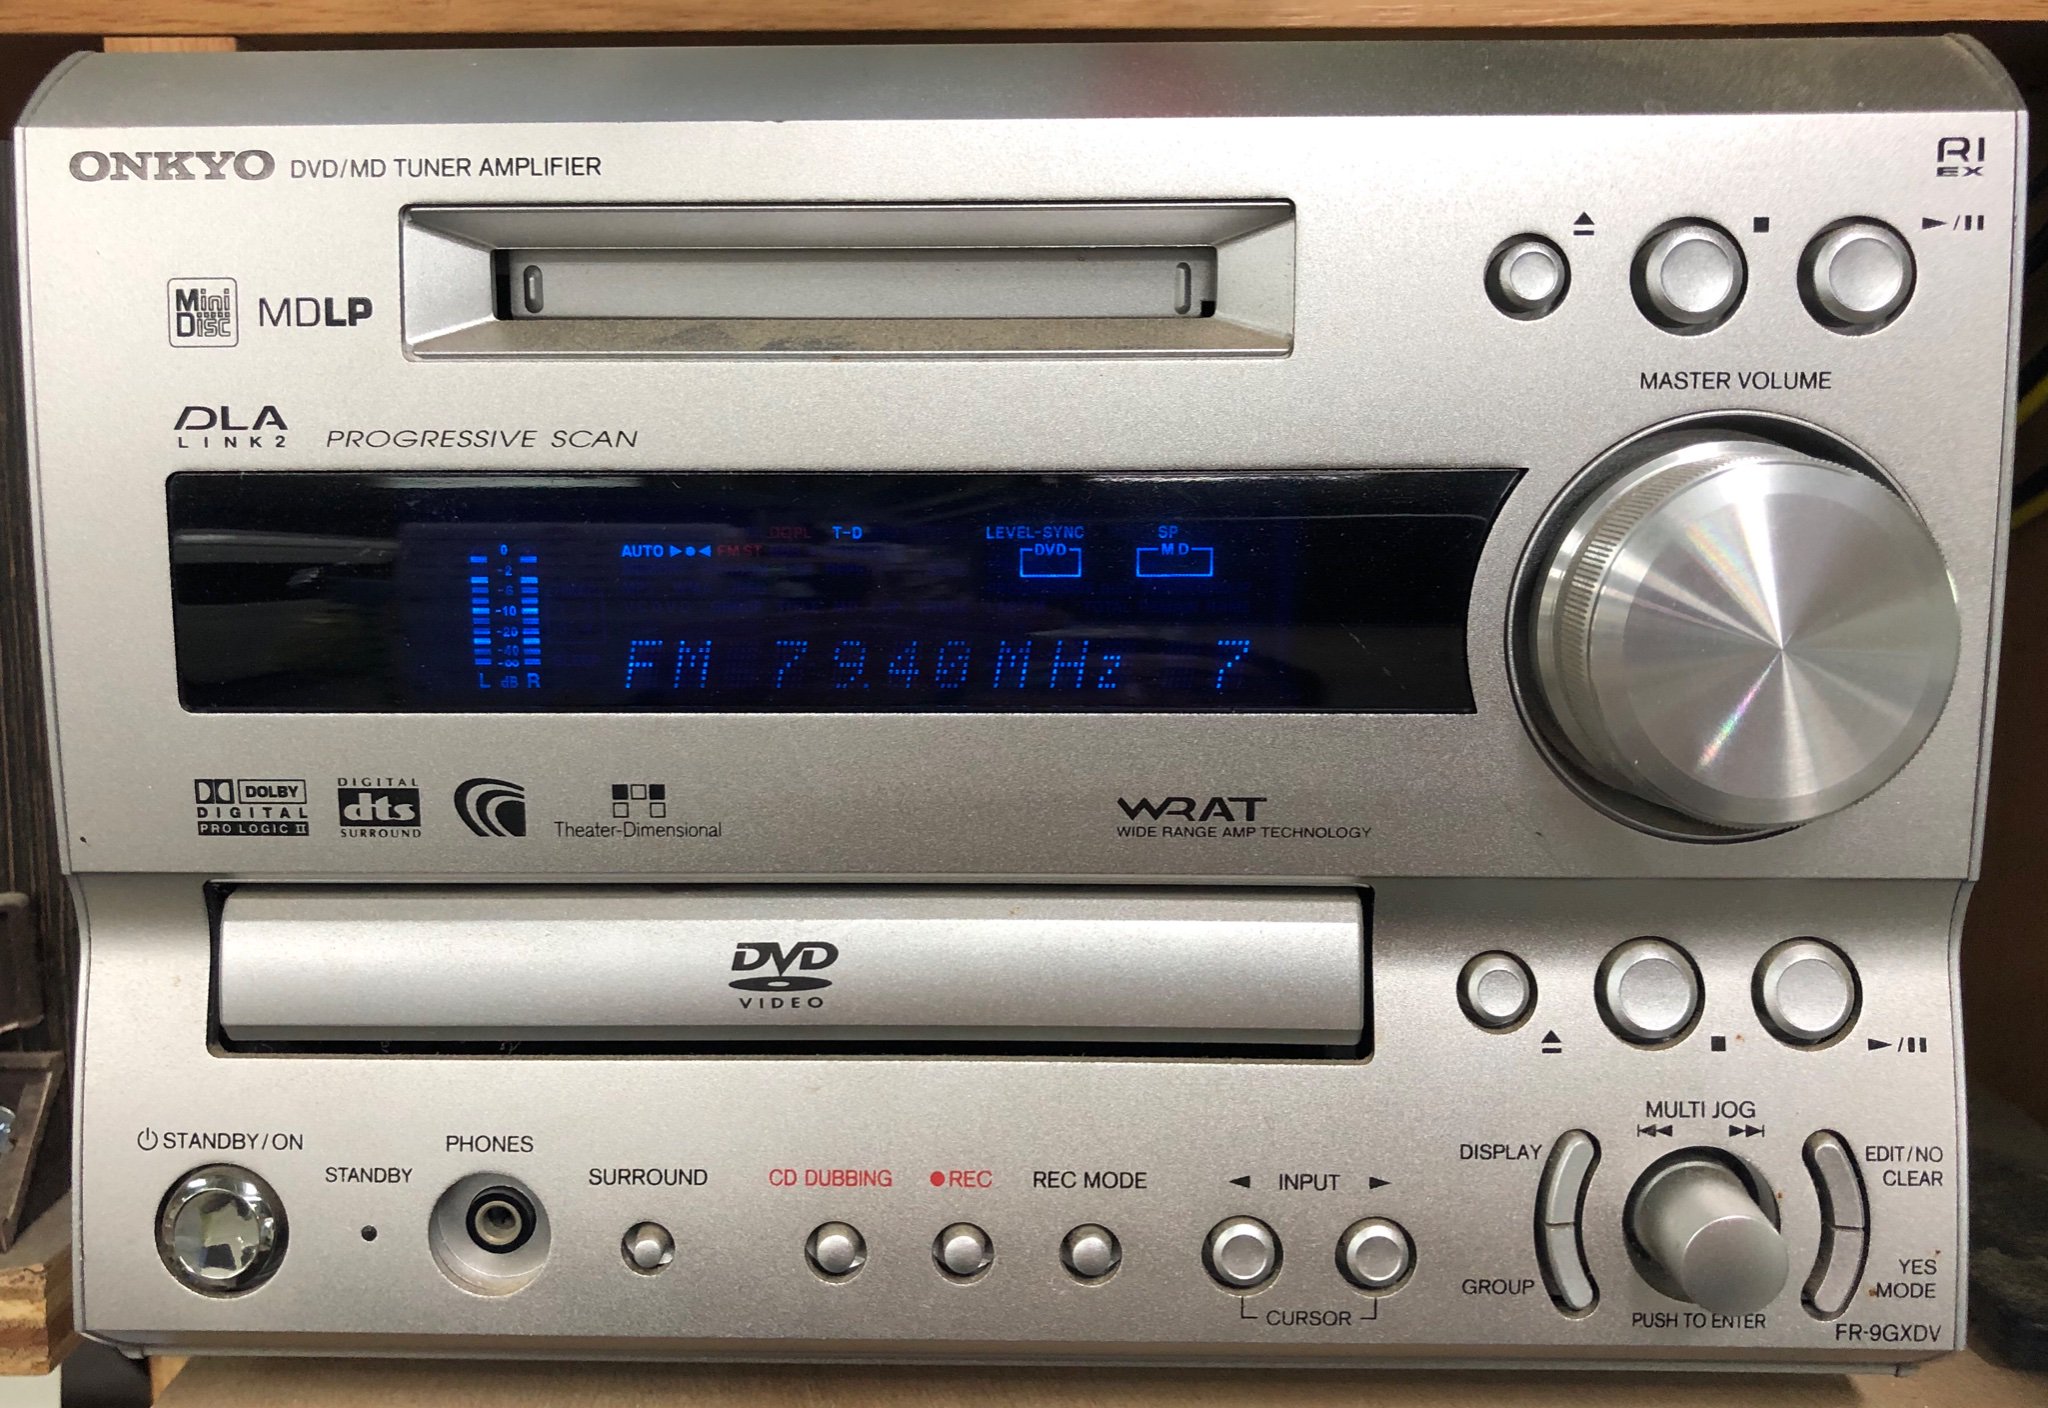 ONKYO DVD/MD TUNER AMPLIFIER
RI
EX
Mini
Disc
MDLP
MASTER VOLUME
DLA
LINK2
PROGRESSIVE SCAN
T-D
LEVEL-SYNC
SP
AUTO
FM ST
DVD
MD
0
-2
-6
-10
-20
-40
-∞
L dB R
FM 79.40MHz 7
DOLBY
DIGITAL
PRO LOGIC II
DIGITAL
dts
SURROUND
Theater-Dimensional
WRAT
WIDE RANGE AMP TECHNOLOGY
DVD
VIDEO
STANDBY/ON
STANDBY
PHONES
SURROUND
CD DUBBING
REC
REC MODE
INPUT
CURSOR
MULTI JOG
DISPLAY
GROUP
PUSH TO ENTER
EDIT/NO
CLEAR
YES
MODE
FR-9GXDV